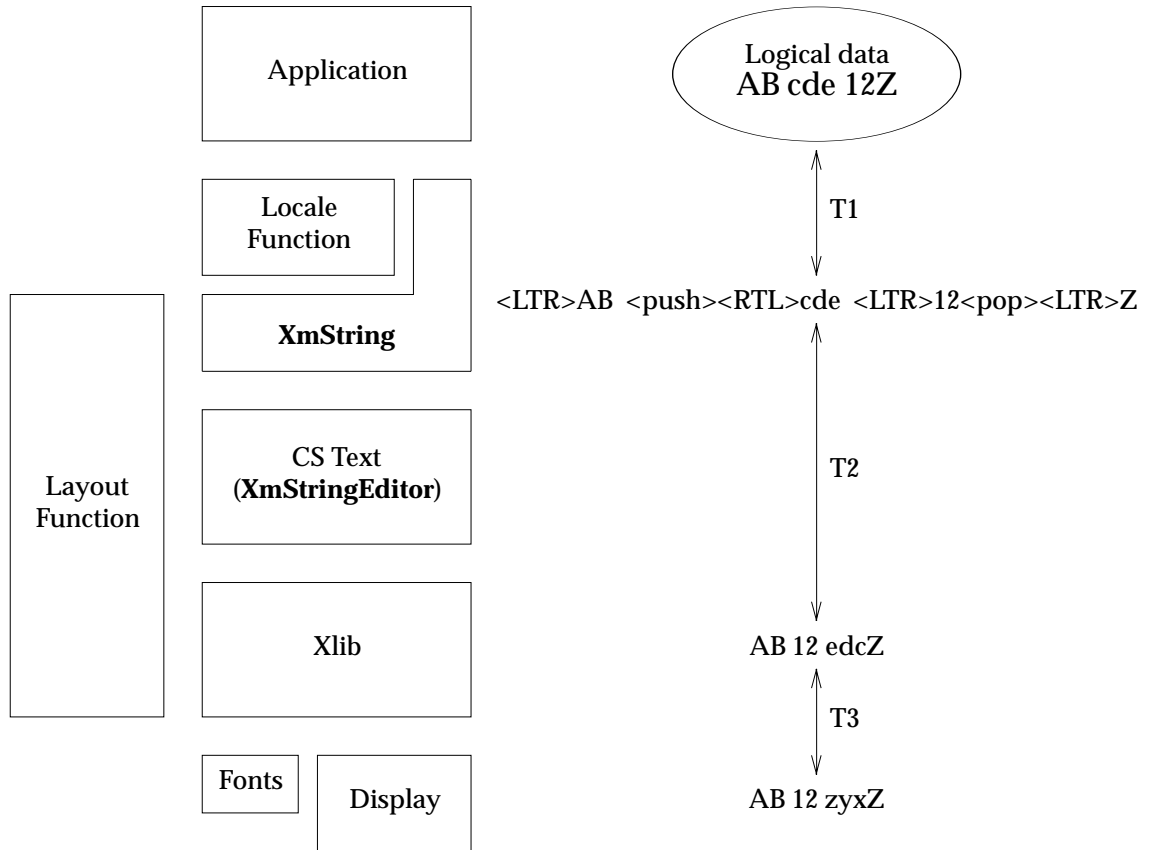 Application
Logical data
AB cde 12Z
Locale
Function
T1
<LTR>AB <push><RTL>cde <LTR>12<pop><LTR>Z
XmString
CS Text
(XmStringEditor)
T2
Layout
Function
Xlib
AB 12 edcZ
T3
Fonts
Display
AB 12 zyxZ